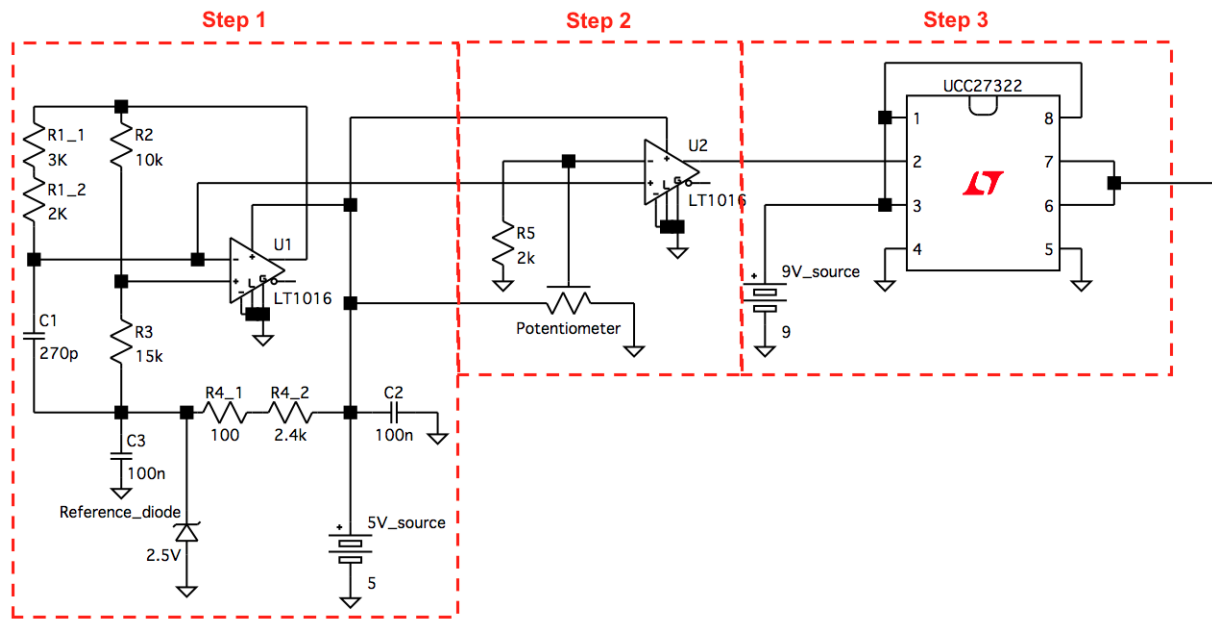 Step 1
Step 2
Step 3
R1_1
3K
R1_2
2K
R2
10k
U1
LT1016
C1
270p
R3
15k
R4_1
100
R4_2
2.4k
C2
100n
C3
100n
Reference_diode
2.5V
+
5V_source
5
U2
LT1016
R5
2k
Potentiometer
UCC27322
1
2
3
4
8
7
6
5
LT
+
9V_source
9
− + + − L G
− + + − L G